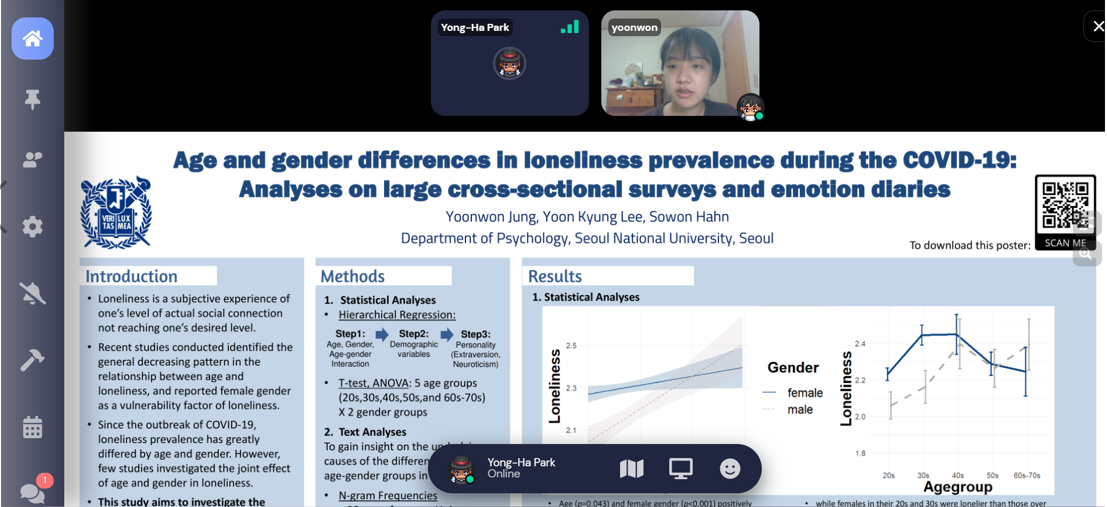 Yong-Ha Park
yoonwon
Age and gender differences in loneliness prevalence during the COVID-19:
Analyses on large cross-sectional surveys and emotion diaries
Yoonwon Jung, Yoon Kyung Lee, Sowon Hahn
Department of Psychology, Seoul National University, Seoul
To download this poster:
SCAN ME
VERI LUX
TAS MEA
Introduction
• Loneliness is a subjective experience of
one's level of actual social connection
not reaching one's desired level.
• Recent studies conducted identified the
general decreasing pattern in the
relationship between age and
loneliness, and reported female gender
as a vulnerability factor of loneliness.
• Since the outbreak of COVID-19,
loneliness prevalence has greatly
differed by age and gender. However,
few studies investigated the joint effect
of age and gender in loneliness.
• This study aims to investigate the
Methods
1. Statistical Analyses
• Hierarchical Regression:
Step1:
Age, Gender,
Age-gender
Interaction
Step2:
Demographic
variables
Step3:
Personality
(Extraversion,
Neuroticism)
• T-test, ANOVA: 5 age groups
(20s,30s,40s,50s,and 60s-70s)
X 2 gender groups
2. Text Analyses
To gain insight on the
causes of the
age-gender groups in
• N-gram Frequencies
Results
1. Statistical Analyses
Loneliness
2.5
2.3
2.1
Gender
female
male
Loneliness
2.4
2.2
2.0
1.8
20s 30s 40s 50s 60s-70s
Agegroup
• Age (p=0.043) and female gender (p<0.001) positively
• while females in their 20s and 30s were lonelier than those over
Yong-Ha Park
Online
1